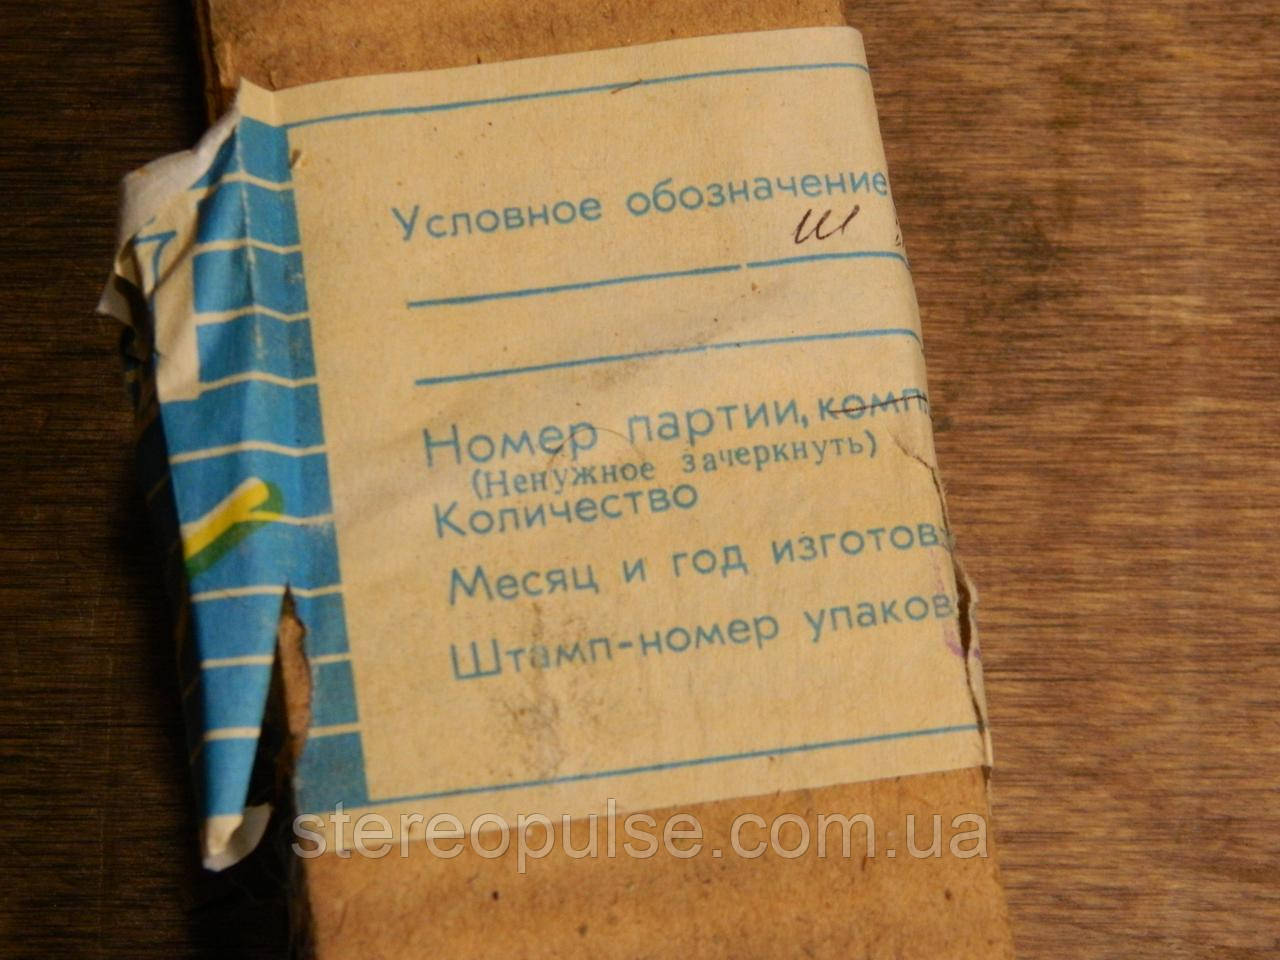 Условное обозначение
Ш
Номер партии, комп
(Ненужное зачеркнуть)
Количество
Месяц и год изготов
Штамп-номер упаков
stereopulse.com.ua